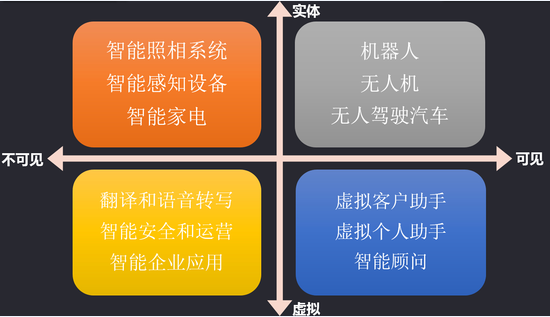 实体
智能照相系统
智能感知设备
智能家电
机器人
无人机
无人驾驶汽车
不可见
可见
翻译和语音转写
智能安全和运营
智能企业应用
虚拟客户助手
虚拟个人助手
智能顾问
虚拟